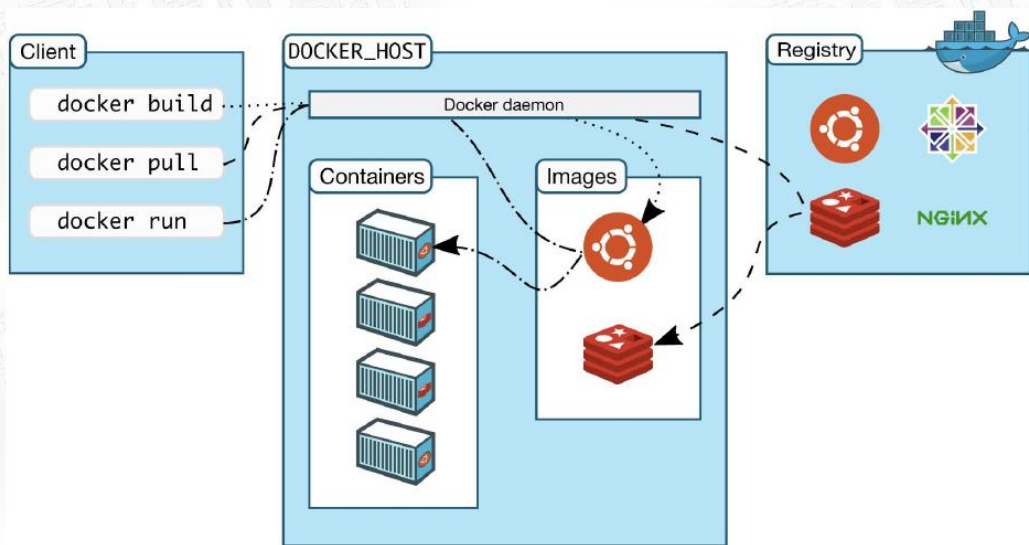 Client
docker build
docker pull
docker run
DOCKER_HOST
Docker daemon
Containers
Images
Registry
NGINX